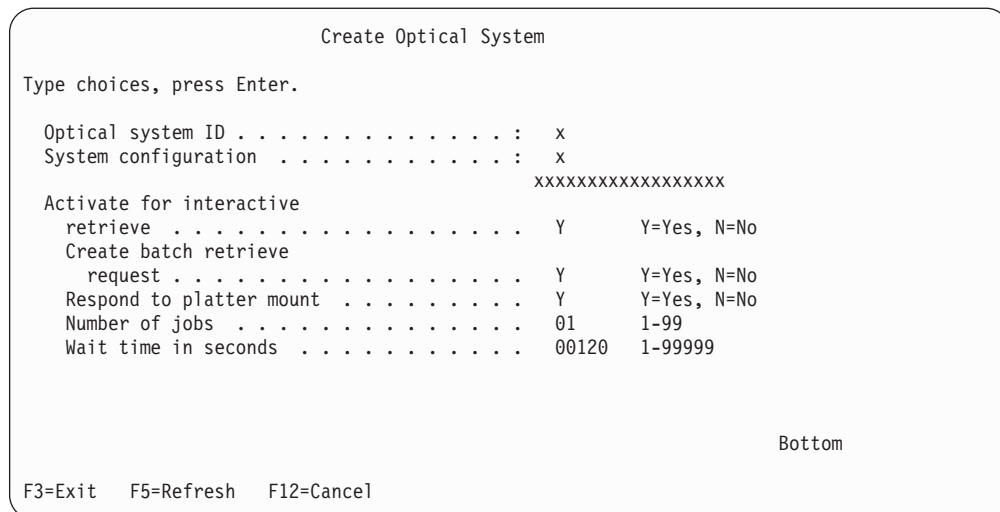 Create Optical System
Type choices, press Enter.
Optical system ID . . . . . . . . . . . . . : x
System configuration . . . . . . . . . . . : x
xxxxxxxxxxxxxxxxxx
Activate for interactive
retrieve . . . . . . . . . . . . . . . . . Y Y=Yes, N=No
Create batch retrieve
request . . . . . . . . . . . . . . . . . Y Y=Yes, N=No
Respond to platter mount . . . . . . . . . Y Y=Yes, N=No
Number of jobs . . . . . . . . . . . . . . 01 1-99
Wait time in seconds . . . . . . . . . . . 00120 1-99999
Bottom
F3=Exit F5=Refresh F12=Cancel